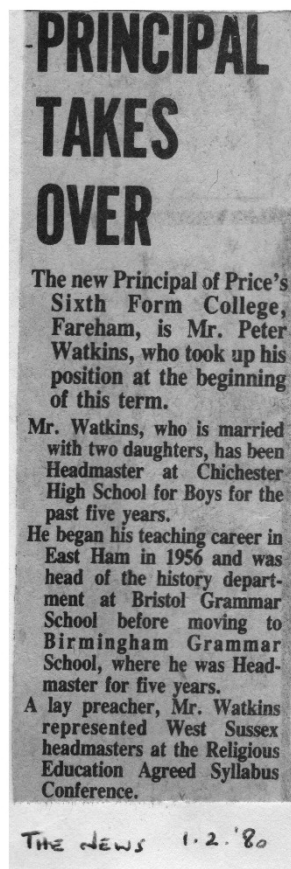 PRINCIPAL
TAKES
OVER
The new Principal of Price's
Sixth Form College,
Fareham, is Mr. Peter
Watkins, who took up his
position at the beginning
of this term.
Mr. Watkins, who is married
with two daughters, has been
Headmaster at Chichester
High School for Boys for the
past five years.
He began his teaching career in
East Ham in 1956 and was
head of the history depart-
ment at Bristol Grammar
School before moving to
Birmingham Grammar
School, where he was Head-
master for five years.
A lay preacher, Mr. Watkins
represented West Sussex
headmasters at the Religious
Education Agreed Syllabus
Conference.
THE NEWS 1.2.'80